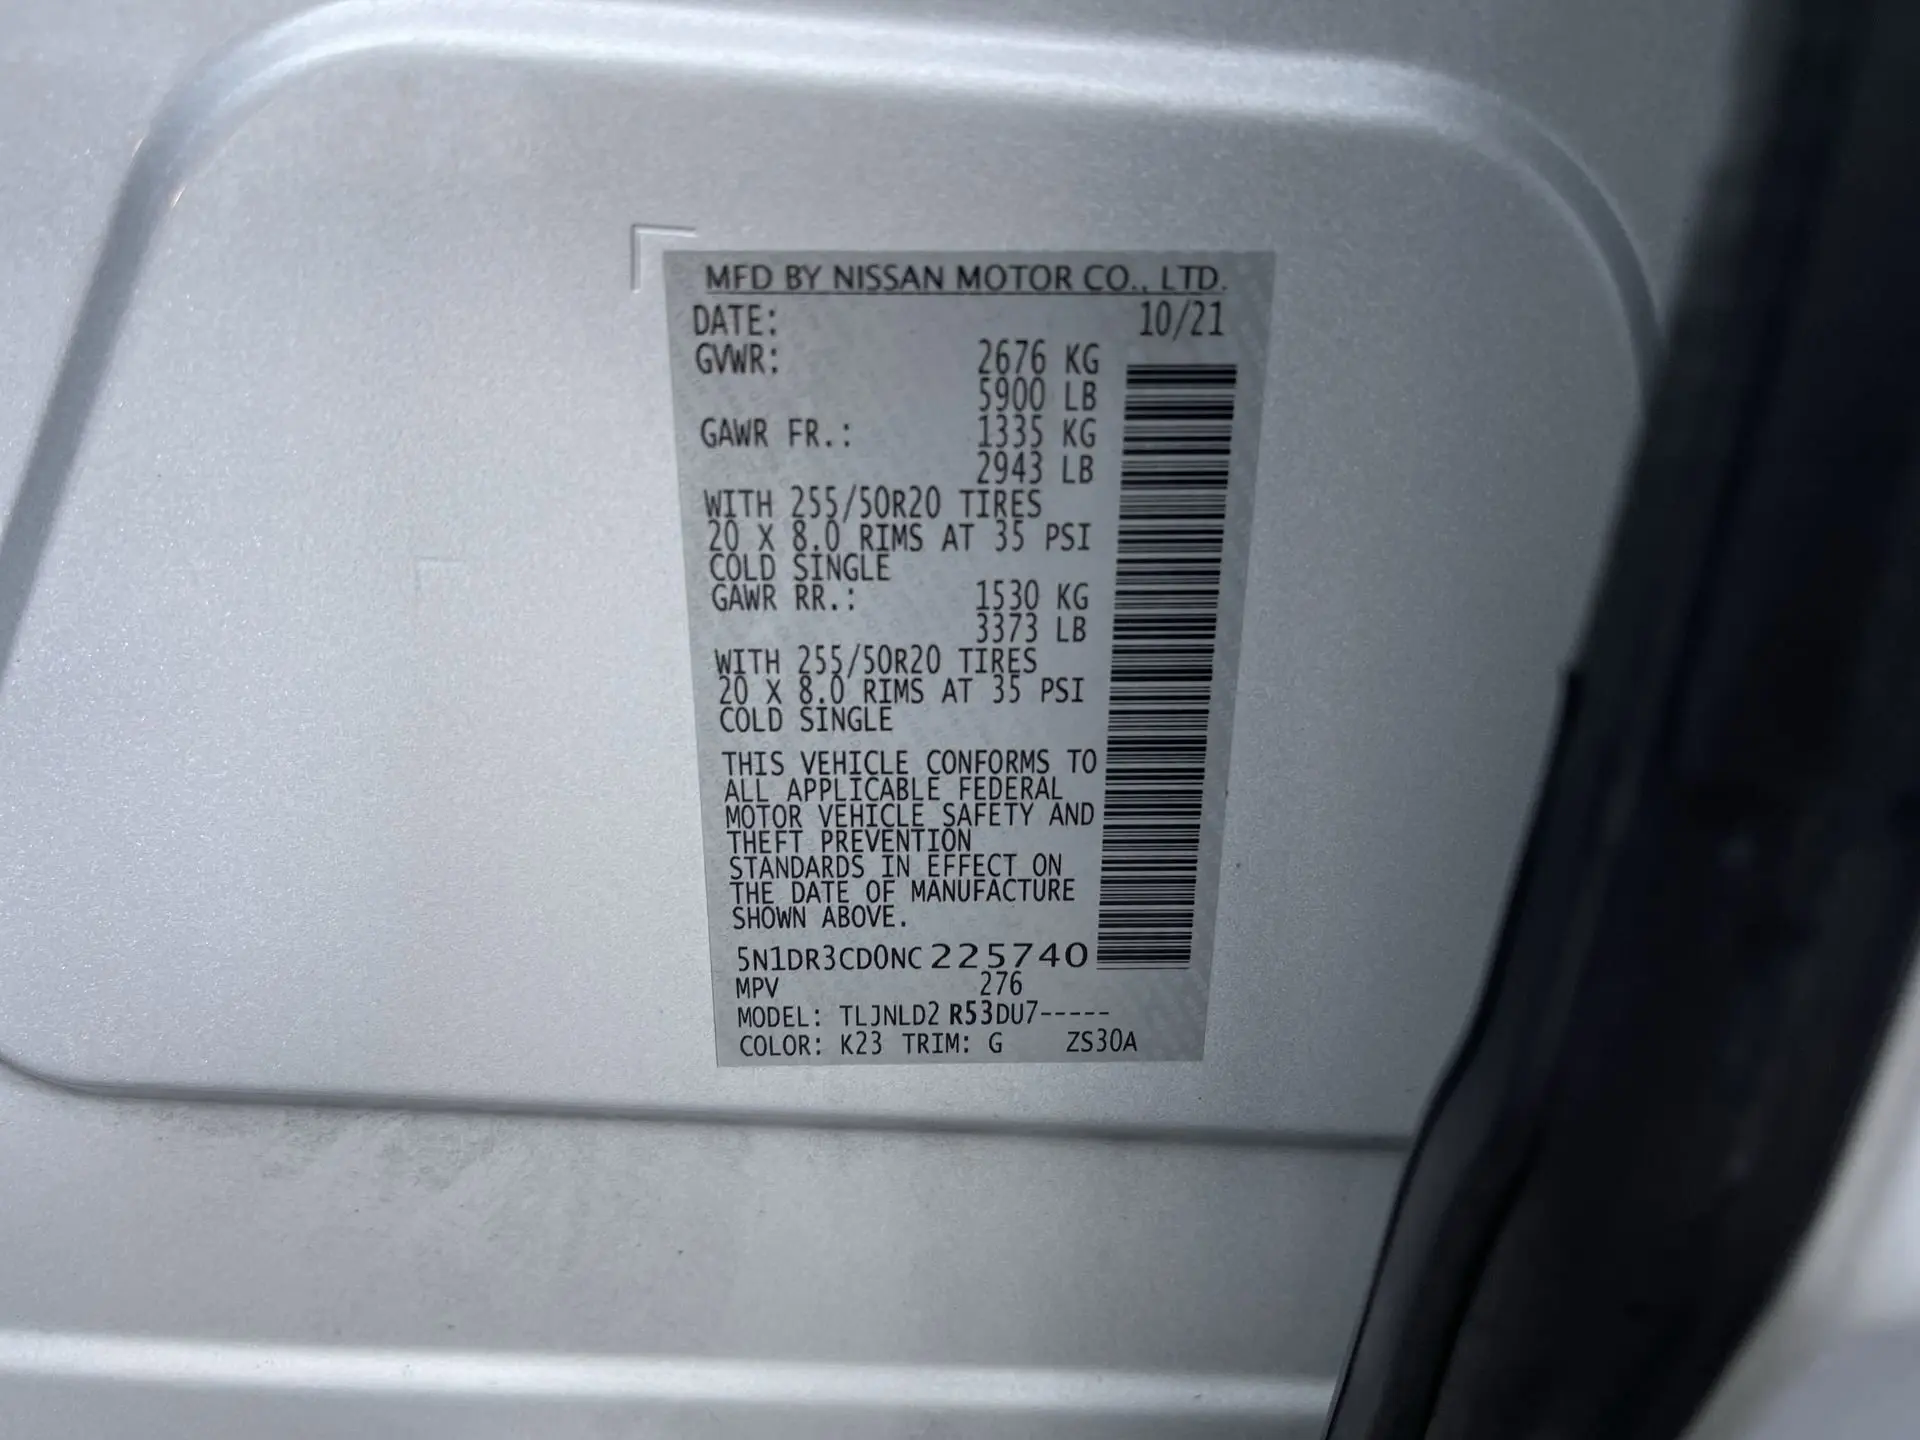 MFD BY NISSAN MOTOR CO., LTD.
DATE: 10/21
GVWR: 2676 KG
5900 LB
GAWR FR.: 1335 KG
2943 LB
WITH 255/50R20 TIRES
20 X 8.0 RIMS AT 35 PSI
COLD SINGLE
GAWR RR.: 1530 KG
3373 LB
WITH 255/50R20 TIRES
20 X 8.0 RIMS AT 35 PSI
COLD SINGLE
THIS VEHICLE CONFORMS TO
ALL APPLICABLE FEDERAL
MOTOR VEHICLE SAFETY AND
THEFT PREVENTION
STANDARDS IN EFFECT ON
THE DATE OF MANUFACTURE
SHOWN ABOVE.
5N1DR3CD0NC225740
MPV 276
MODEL: TLJNLD2 R53DU7-----
COLOR: K23 TRIM: G ZS30A